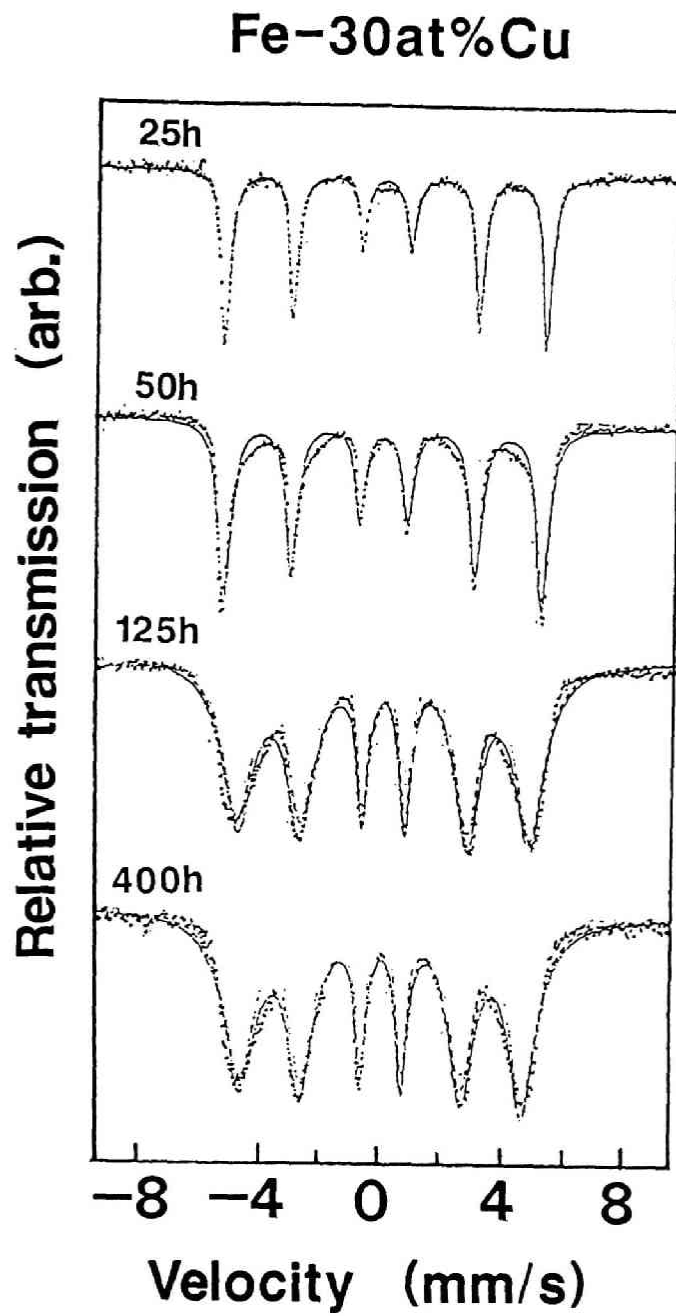 Fe-30at%Cu
25h
50h
125h
400h
Relative transmission (arb.)
-8 -4 0 4 8
Velocity (mm/s)